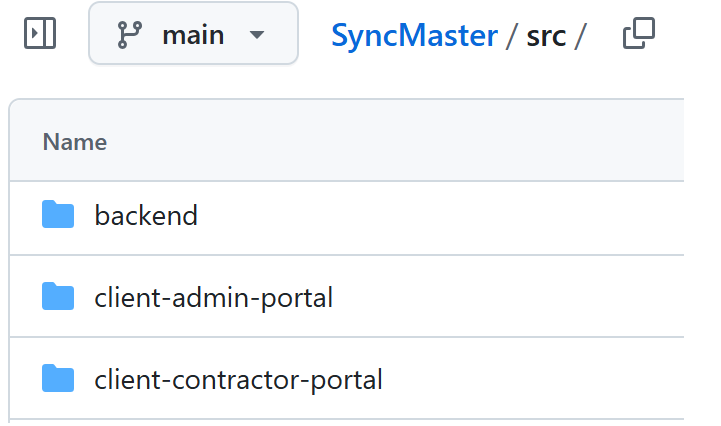 main SyncMaster / src /
Name
backend
client-admin-portal
client-contractor-portal